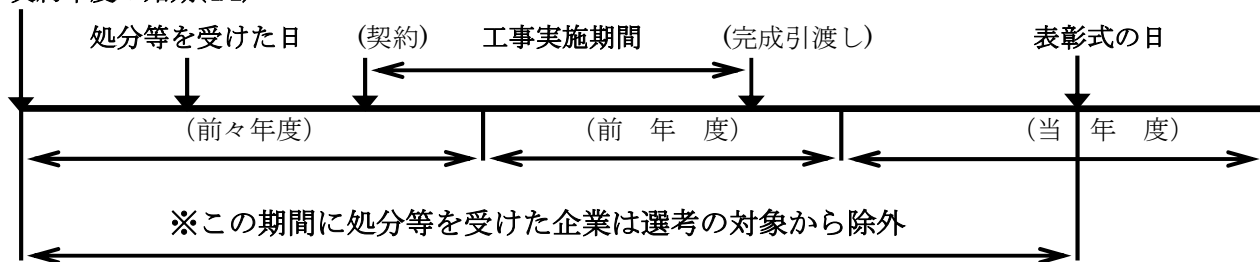 処分等を受けた日 (契約) 工事実施期間 (完成引渡し) 表彰式の日
(前々年度) (前 年 度) (当 年 度)
※この期間に処分等を受けた企業は選考の対象から除外